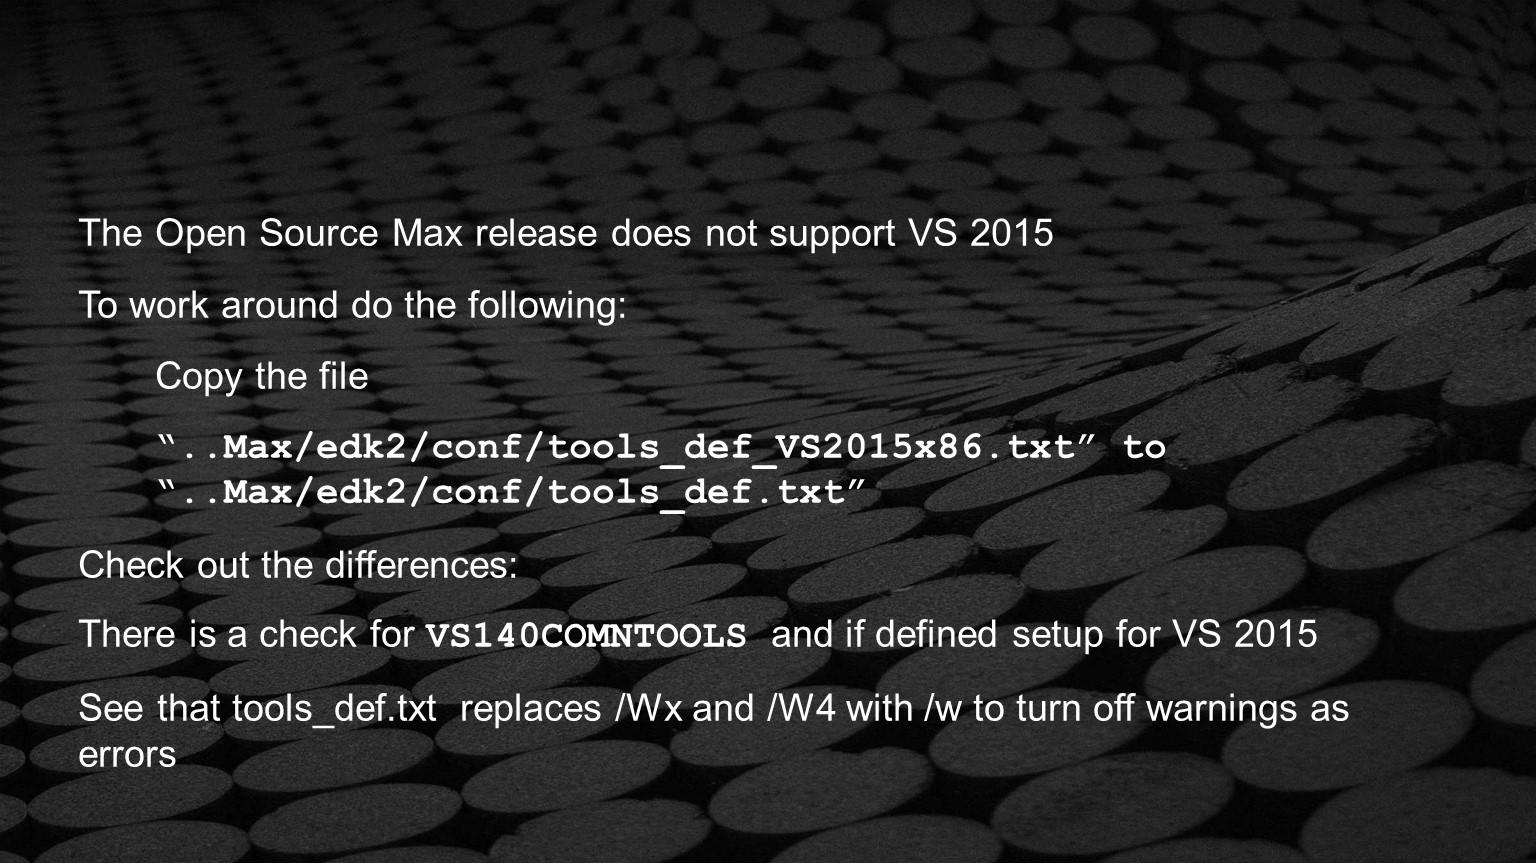 The Open Source Max release does not support VS 2015
To work around do the following:
Copy the file
“..Max/edk2/conf/tools_def_VS2015x86.txt” to
“..Max/edk2/conf/tools_def.txt”
Check out the differences:
There is a check for VS140COMNTOOLS and if defined setup for VS 2015
See that tools_def.txt replaces /Wx and /W4 with /w to turn off warnings as
errors